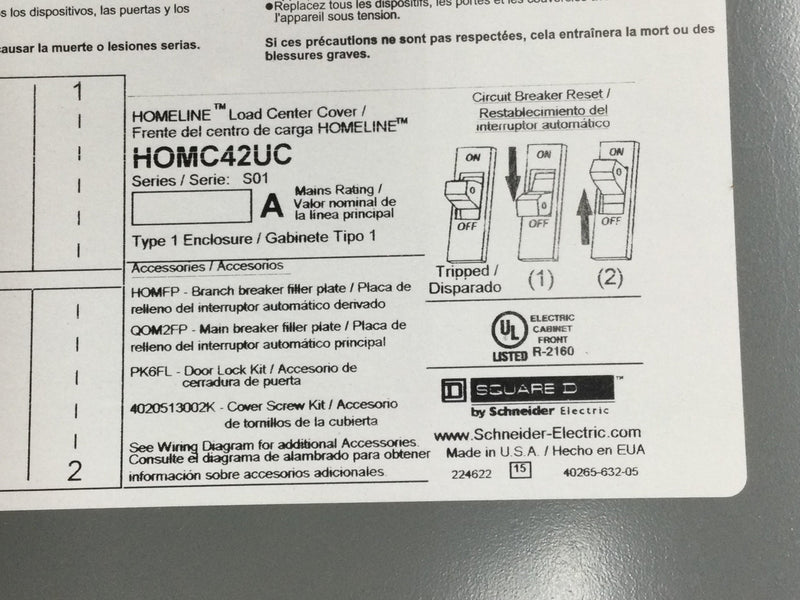 s los dispositivos, las puertas y los
causar la muerte o lesiones serias.
●Replacez tous les dispositifs, les portes et les
l'appareil sous tension.
Si ces précautions ne sont pas respectées, cela entraînera la mort ou des
blessures graves.
1
2
HOMELINE™ Load Center Cover /
Frente del centro de carga HOMELINE™
HOMC42UC
Series / Serie: S01
A
Mains Rating /
Valor nominal de
la línea principal
Type 1 Enclosure / Gabinete Tipo 1
Accessories / Accesorios
HOMFP - Branch breaker filler plate / Placa de
relleno del interruptor automático derivado
QOM2FP - Main breaker filler plate / Placa de
relleno del interruptor automático principal
PK6FL - Door Lock Kit / Accesorio de
cerradura de puerta
4020513002K - Cover Screw Kit / Accesorio
de tornillos de la cubierta
See Wiring Diagram for additional Accessories.
Consulte el diagrama de alambrado para obtener
información sobre accesorios adicionales.
Circuit Breaker Reset /
Restablecimiento del
interruptor automático
ON
OFF
ON
OFF
ON
OFF
Tripped /
Disparado
(1)
(2)
UL
LISTED
ELECTRIC
CABINET
FRONT
R-2160
D SQUARE D™
by Schneider Electric
www.Schneider-Electric.com
Made in U.S.A. / Hecho en EUA
224622 15 40265-632-05